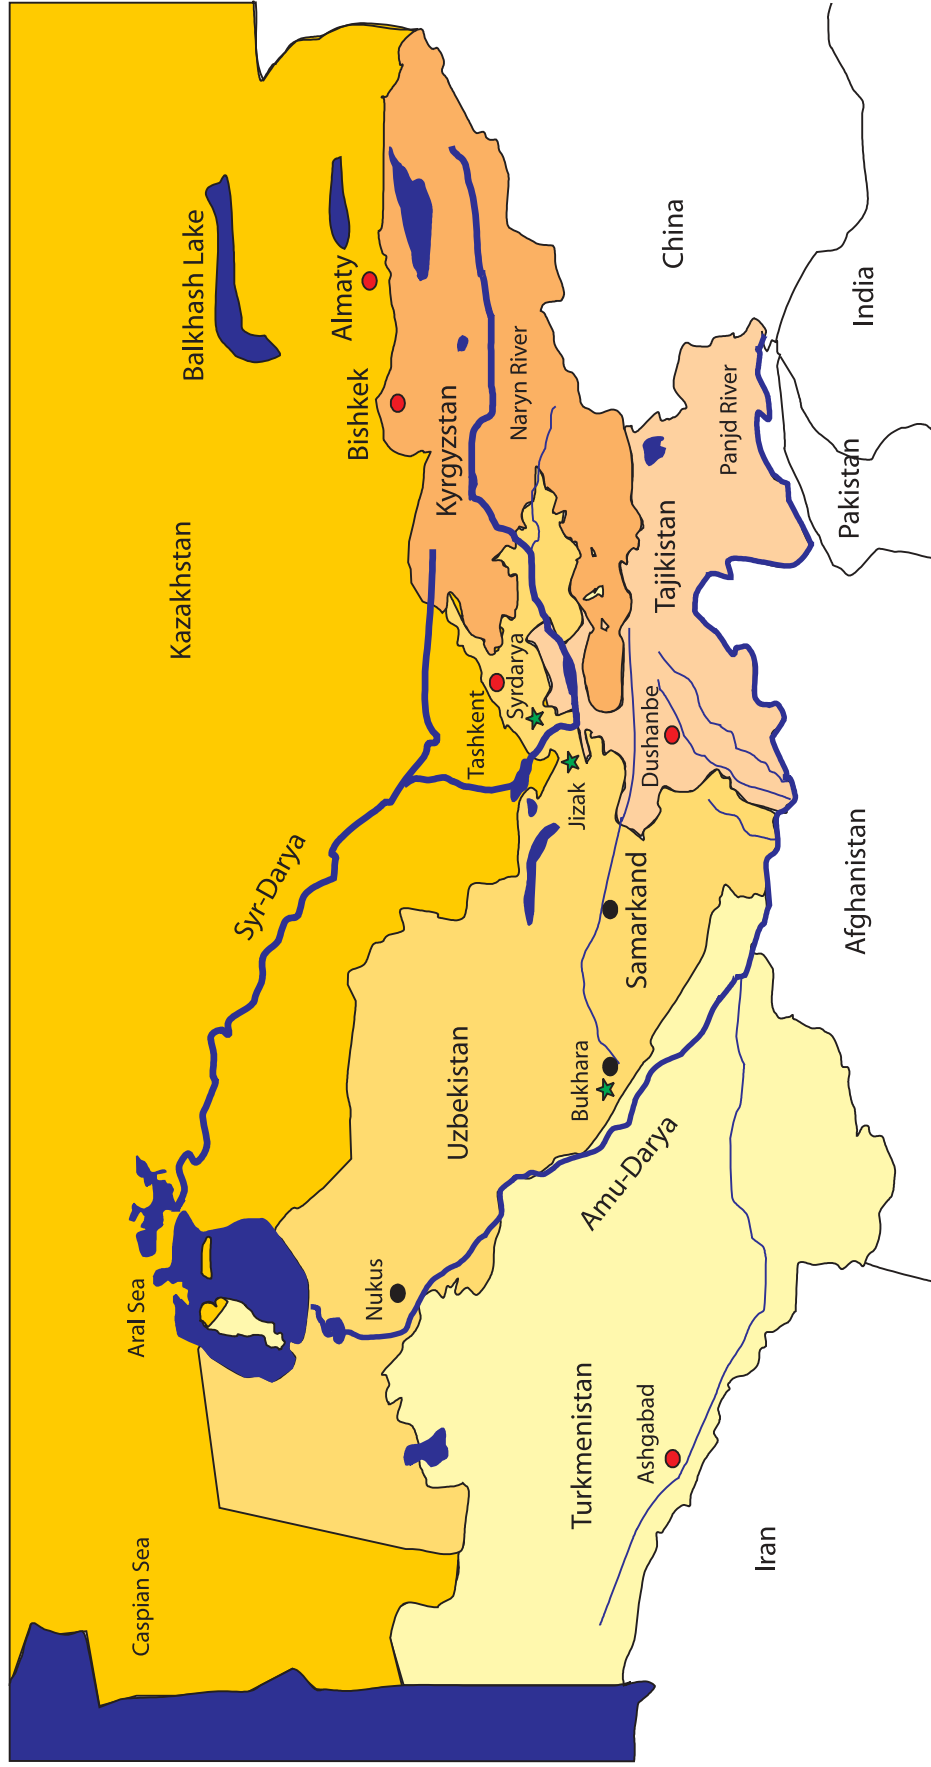 Caspian Sea
Aral Sea
Kazakhstan
Balkhash Lake
Syr-Darya
Almaty
Bishkek
Nukus
Kyrgyzstan
Uzbekistan
Tashkent
Syrdarya
Naryn River
Jizak
Bukhara
Turkmenistan
Amu-Darya
Samarkand
Ashgabad
Dushanbe
Tajikistan
China
Panjd River
Iran
Afghanistan
Pakistan
India